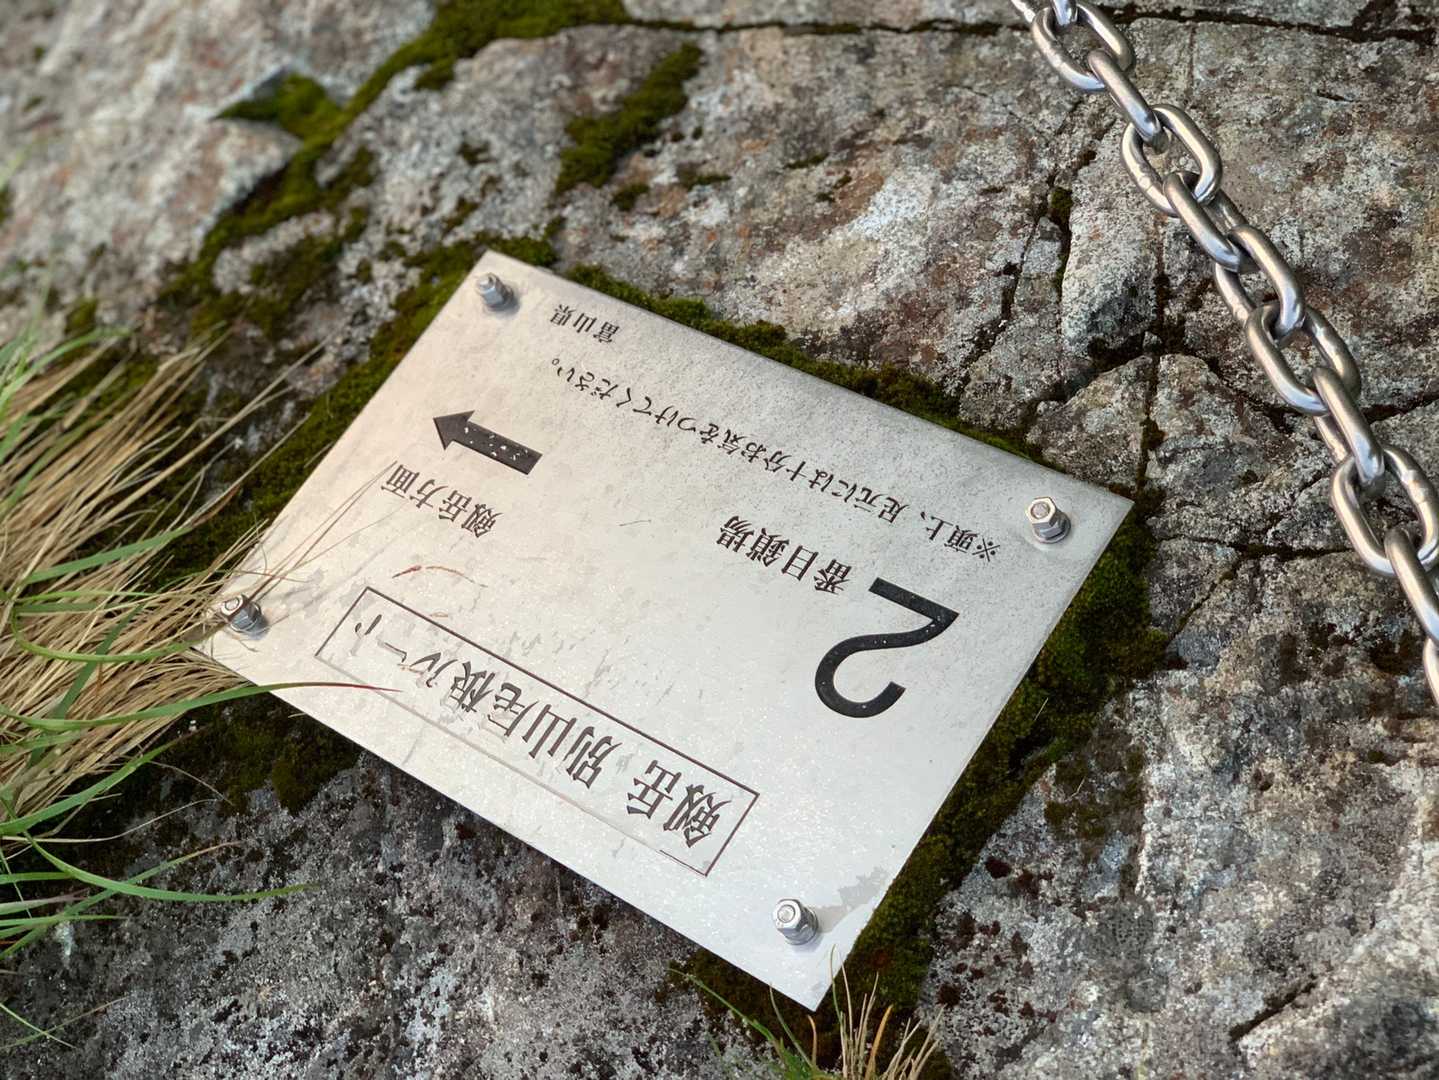 剱岳 別山尾根ルート
2番目鎖場
剱岳方面
※頭上、足元には十分お気をつけてください。
富山県